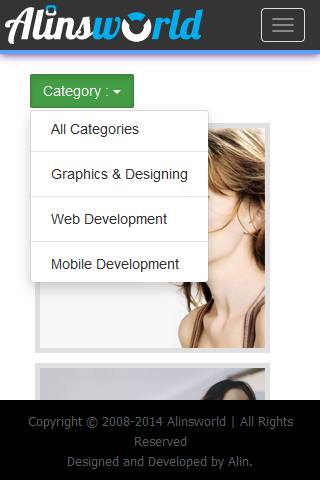 Alinsworld
Category :
All Categories
Graphics & Designing
Web Development
Mobile Development
Copyright © 2008-2014 Alinsworld | All Rights
Reserved
Designed and Developed by Alin.